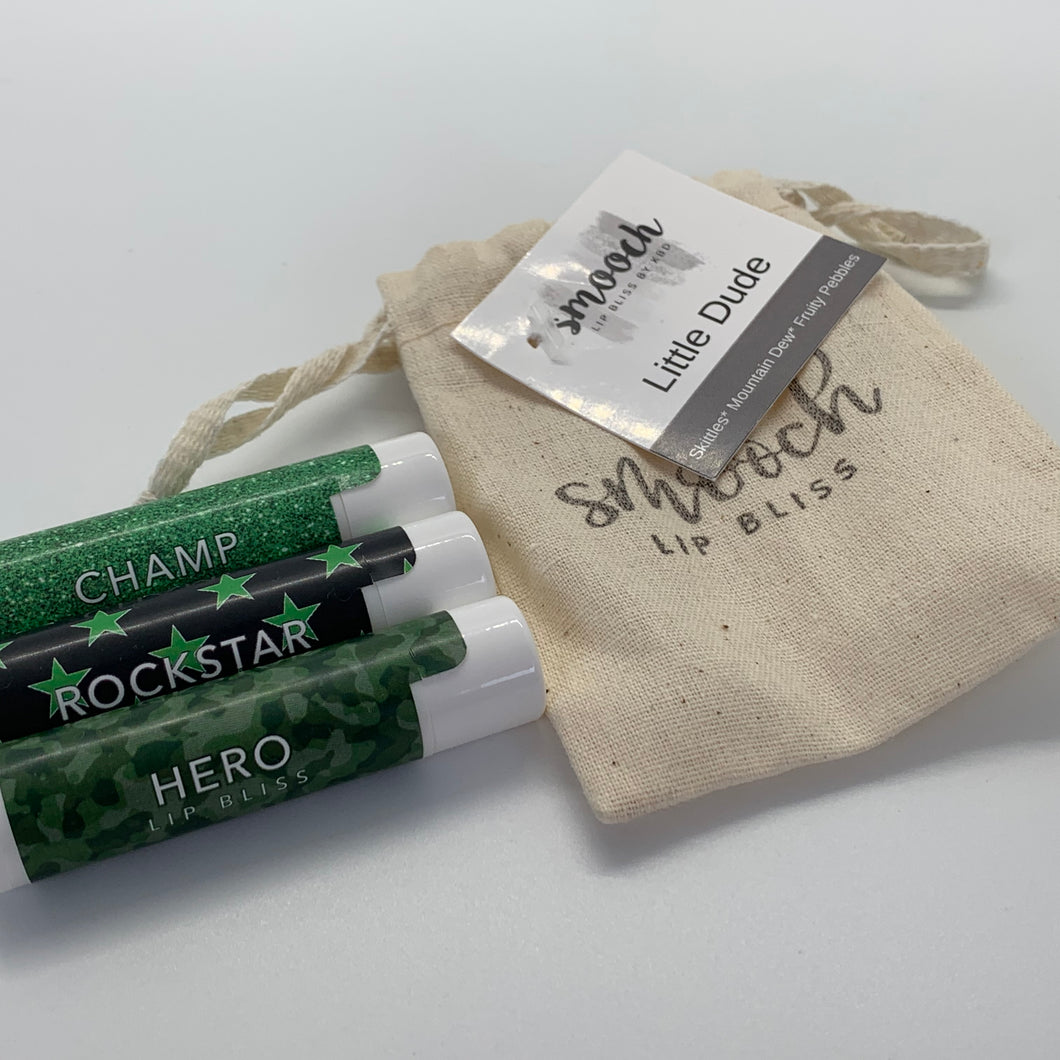 smooch
LIP BLISS BY KBD
Little Dude
Skittles* Mountain Dew* Fruity Pebbles
smooch
LIP BLISS
CHAMP
ROCKSTAR
HERO
LIP BLISS